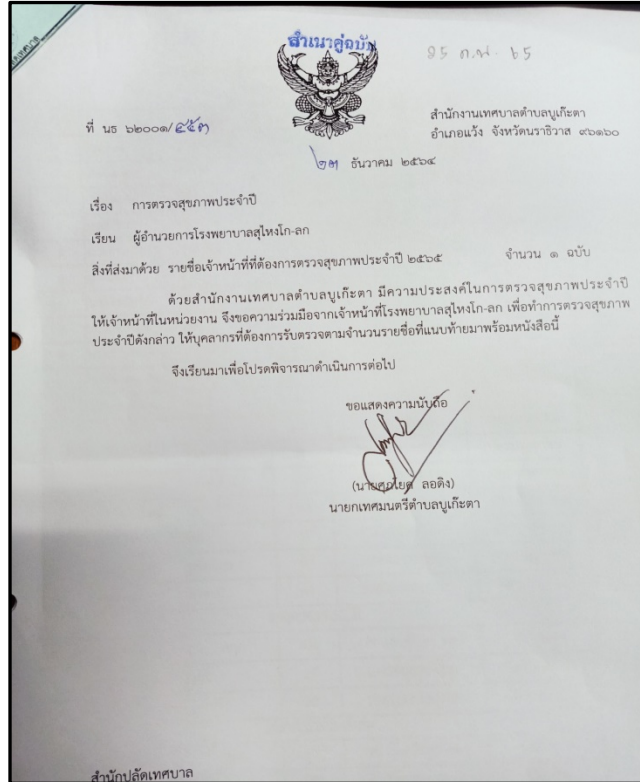 สำเนาคู่ฉบับ
ที่ นธ ๖๒๐๐๑/
สำนักงานเทศบาลตำบลบูเก๊ะตา
อำเภอแว้ง จังหวัดนราธิวาส ๙๖๑๖๐
๒๓ ธันวาคม ๒๕๖๔
เรื่อง การตรวจสุขภาพประจำปี
เรียน ผู้อำนวยการโรงพยาบาลสุไหงโก-ลก
สิ่งที่ส่งมาด้วย รายชื่อเจ้าหน้าที่ที่ต้องการตรวจสุขภาพประจำปี ๒๕๖๕ จำนวน ๑ ฉบับ
ด้วยสำนักงานเทศบาลตำบลบูเก๊ะตา มีความประสงค์ในการตรวจสุขภาพประจำปี
ให้เจ้าหน้าที่ในหน่วยงาน จึงขอความร่วมมือจากเจ้าหน้าที่โรงพยาบาลสุไหงโก-ลก เพื่อทำการตรวจสุขภาพ
ประจำปีดังกล่าว ให้บุคลากรที่ต้องการรับตรวจตามจำนวนรายชื่อที่แนบท้ายมาพร้อมหนังสือนี้
จึงเรียนมาเพื่อโปรดพิจารณาดำเนินการต่อไป
ขอแสดงความนับถือ
ลอดิง)
นายกเทศมนตรีตำบลบูเก๊ะตา
สำนักปลัดเทศบาล